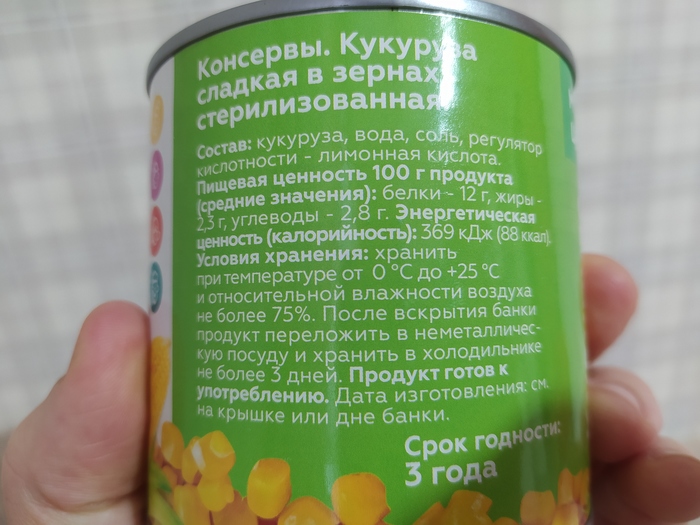 Консервы. Кукуруза
сладкая в зернах
стерилизованная
Состав: кукуруза, вода, соль, регулятор
кислотности - лимонная кислота.
Пищевая ценность 100 г продукта
(средние значения): белки - 12 г, жиры -
2,3 г, углеводы - 2,8 г. Энергетическая
ценность (калорийность): 369 кДж (88 ккал).
Условия хранения: хранить
при температуре от 0 °С до +25 °С
и относительной влажности воздуха
не более 75%. После вскрытия банки
продукт переложить в неметалличес-
кую посуду и хранить в холодильнике
не более 3 дней. Продукт готов к
употреблению. Дата изготовления: см.
на крышке или дне банки.
Срок годности:
3 года